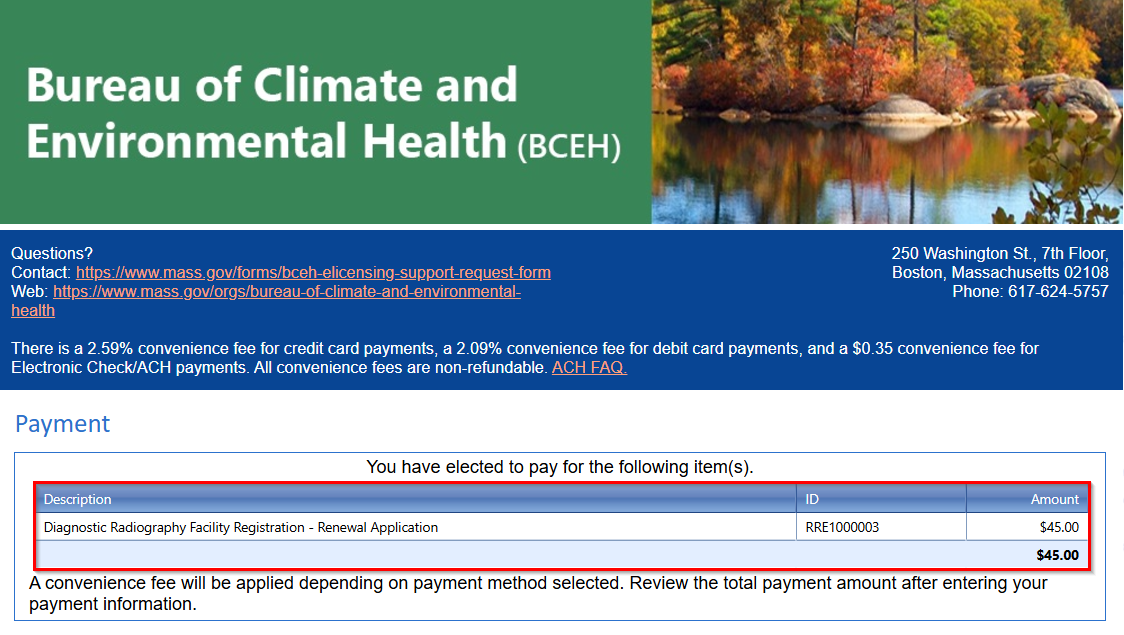 Bureau of Climate and
Environmental Health (BCEH)
Questions?
Contact: https://www.mass.gov/forms/bceh-elicensing-support-request-form
Web: https://www.mass.gov/orgs/bureau-of-climate-and-environmental-
health
250 Washington St., 7th Floor,
Boston, Massachusetts 02108
Phone: 617-624-5757
There is a 2.59% convenience fee for credit card payments, a 2.09% convenience fee for debit card payments, and a $0.35 convenience fee for
Electronic Check/ACH payments. All convenience fees are non-refundable. ACH FAQ.
Payment
You have elected to pay for the following item(s).
Description ID Amount
Diagnostic Radiography Facility Registration - Renewal Application RRE1000003 $45.00
$45.00
A convenience fee will be applied depending on payment method selected. Review the total payment amount after entering your
payment information.